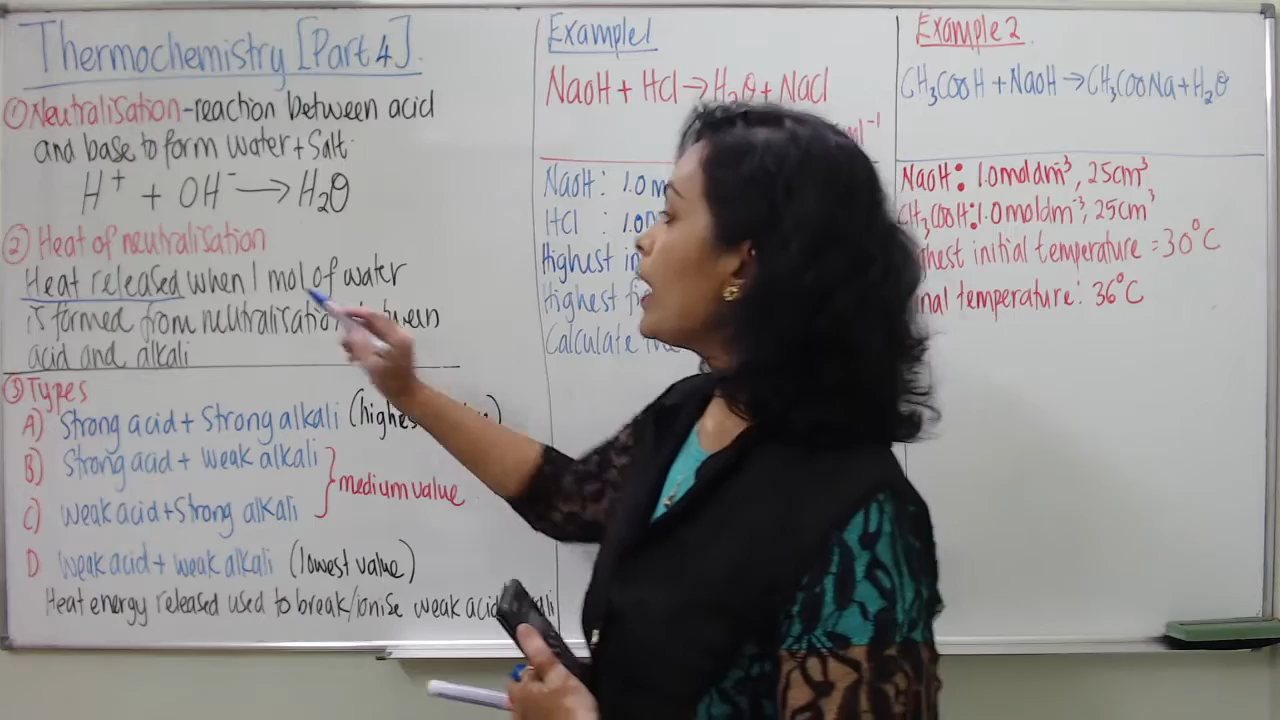 Thermochemistry [Part 4].
① Neutralisation - reaction between acid
and base to form water + Salt.
H⁺ + OH⁻ → H₂O
② Heat of neutralisation
Heat released when 1 mol of water
is formed from neutralisation
acid and alkali
③ Types
A) Strong acid + Strong alkali (highest
B) Strong acid + weak alkali
} medium value
C) weak acid + Strong alkali
D weak acid + weak alkali (lowest value)
Heat energy released used to break/ionise weak acid
Example 1
NaOH + HCl → H₂O + NaCl
mol⁻¹
NaOH : 1.0
HCl : 1.0
Highest
Highest
Calculate
Example 2
CH₃COOH + NaOH → CH₃COONa + H₂O
NaOH : 1.0 mol dm⁻³, 25cm³
CH₃COOH : 1.0 mol dm⁻³, 25cm³
initial temperature = 30°C
temperature : 36°C